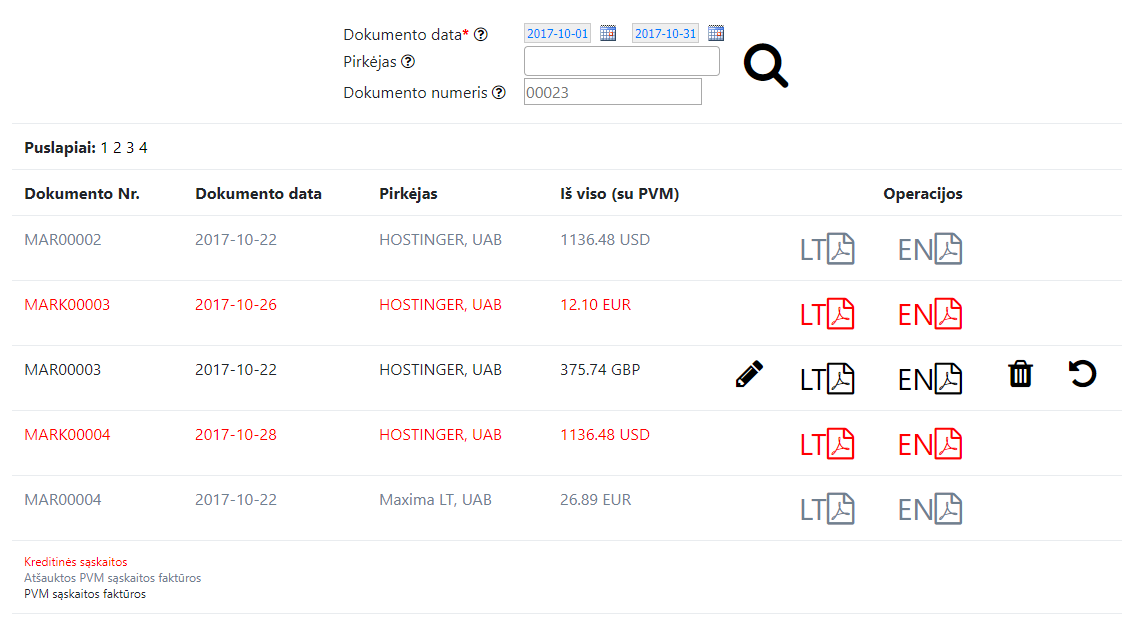 Dokumento data* 2017-10-01 2017-10-31
Pirkėjas
Dokumento numeris 00023
Puslapiai: 1 2 3 4
Dokumento Nr. Dokumento data Pirkėjas Iš viso (su PVM) Operacijos
MAR00002 2017-10-22 HOSTINGER, UAB 1136.48 USD LT EN
MARK00003 2017-10-26 HOSTINGER, UAB 12.10 EUR LT EN
MAR00003 2017-10-22 HOSTINGER, UAB 375.74 GBP LT EN
MARK00004 2017-10-28 HOSTINGER, UAB 1136.48 USD LT EN
MAR00004 2017-10-22 Maxima LT, UAB 26.89 EUR LT EN
Kreditinės sąskaitos
Atšauktos PVM sąskaitos faktūros
PVM sąskaitos faktūros